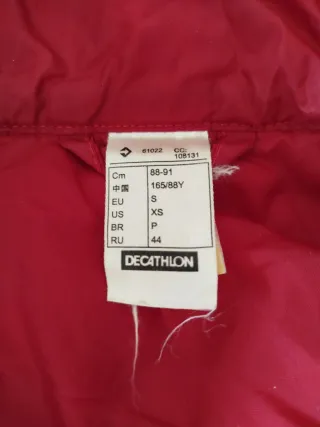 61022 CC:
108131
Cm 88-91
中国 165/88Y
EU S
US XS
BR P
RU 44
DECATHLON